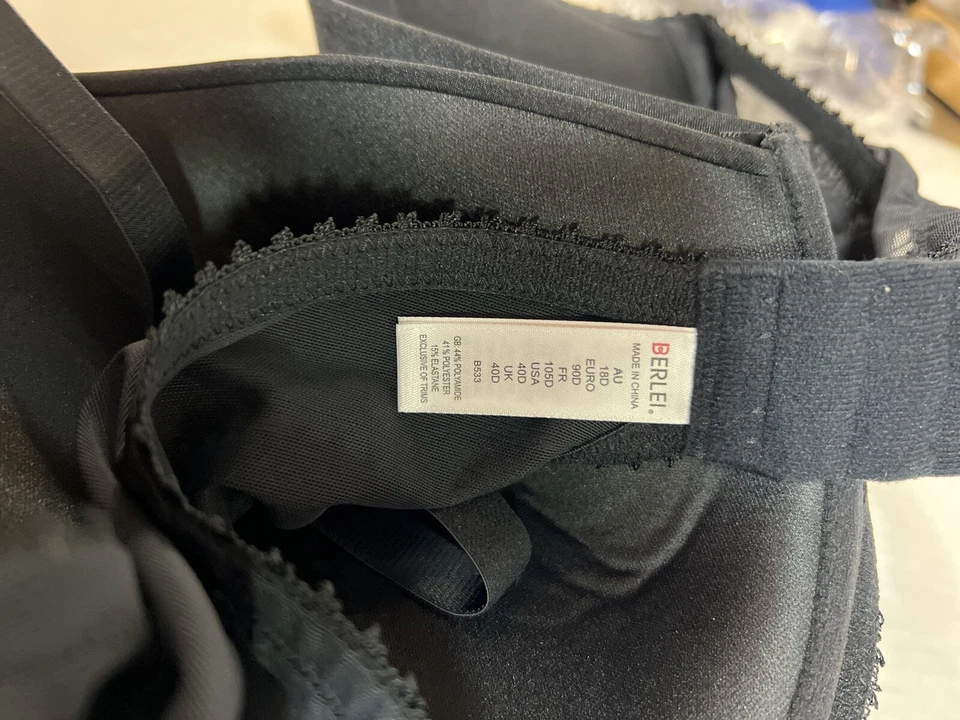 BERLEI®
MADE IN CHINA
AU
18D
EURO
90D
FR
105D
USA
40D
UK
40D
B533
GB: 44% POLYAMIDE
41% POLYESTER
15% ELASTANE
EXCLUSIVE OF TRIMS